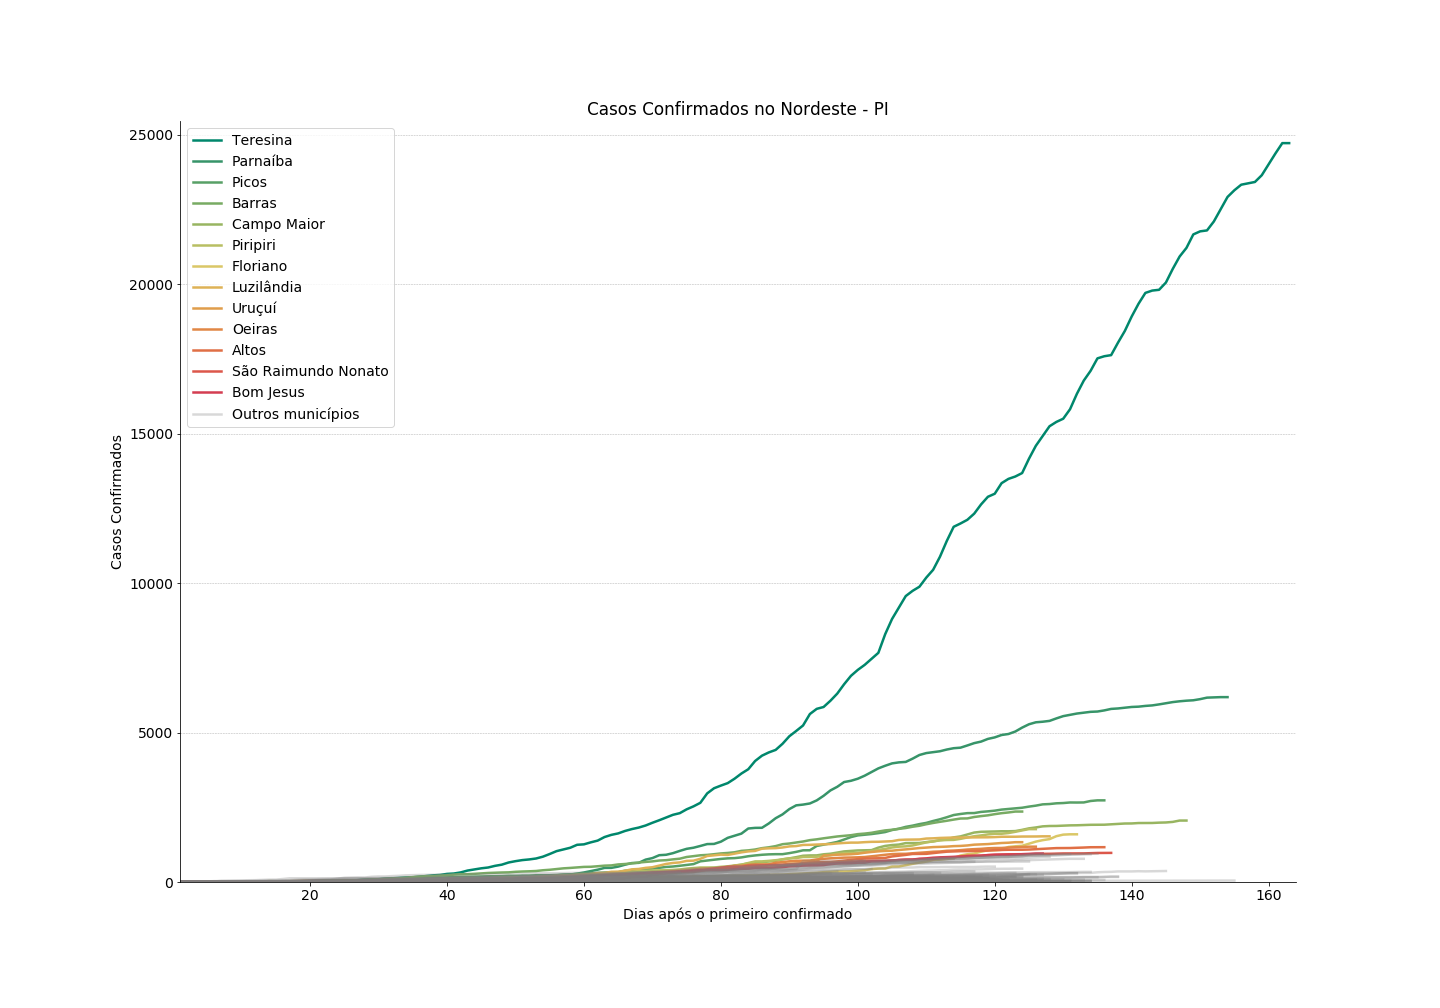 Casos Confirmados no Nordeste - PI
25000
20000
15000
10000
5000
0
Casos Confirmados
Teresina
Parnaíba
Picos
Barras
Campo Maior
Piripiri
Floriano
Luzilândia
Uruçuí
Oeiras
Altos
São Raimundo Nonato
Bom Jesus
Outros municípios
20 40 60 80 100 120 140 160
Dias após o primeiro confirmado